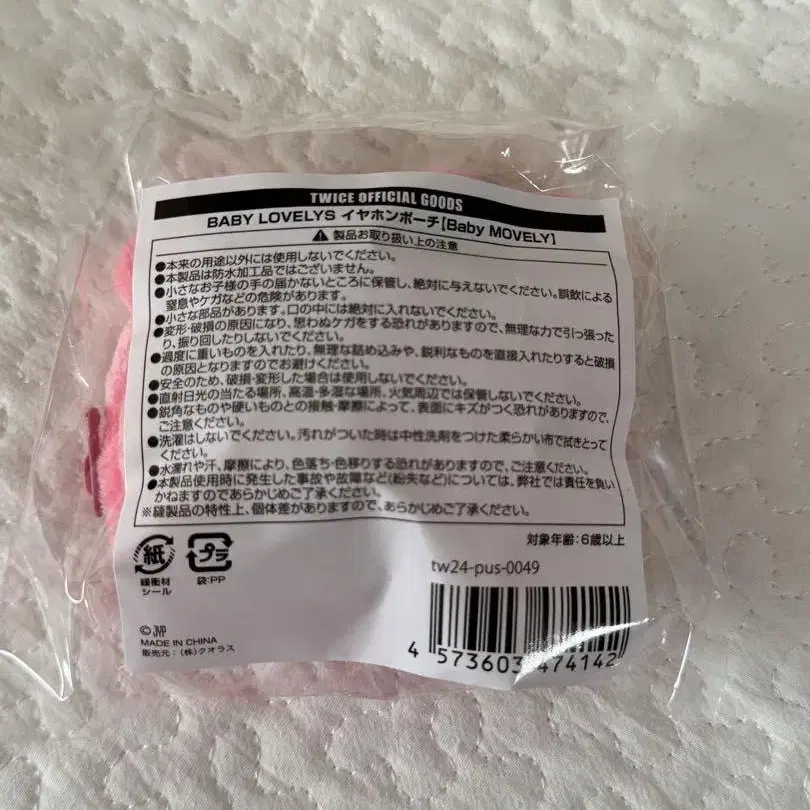 TWICE OFFICIAL GOODS
BABY LOVELYS イヤホンポーチ[Baby MOVELY]
製品お取り扱い上の注意
●本来の用途以外には使用しないでください。
●本製品は防水加工品ではございません。
●小さなお子様の手の届かないところに保管し、絶対に与えないでください。誤飲による
窒息やケガなどの危険があります。
●小さな部品があります。口の中には絶対に入れないでください。
●変形・破損の原因になり、思わぬケガをする恐れがありますので、無理な力で引っ張った
り、振り回したりしないでください。
●過度に重いものを入れたり、無理な詰め込みや、鋭利なものを直接入れたりすると破損
の原因となりますのでお避けください。
●安全のため、破損・変形した場合は使用しないでください。
●直射日光の当たる場所、高温・多湿な場所、火気周辺では保管しないでください。
●鋭角なものや硬いものとの接触・摩擦によって、表面にキズがつく恐れがありますので、
ご注意ください。
●洗濯はしないでください。汚れがついた時は中性洗剤をつけた柔らかい布で拭きとって
ください。
●水濡れや汗、摩擦により、色落ち・色移りする恐れがありますので、ご注意ください。
●本製品使用時に発生した事故や故障など(紛失など)については、弊社では責任を負い
かねますのであらかじめご了承ください。
※縫製品の特性上、個体差がありますので、あらかじめご了承ください。
対象年齢:6歳以上
紙
緩衝材
シール
プラ
袋:PP
tw24-pus-0049
© JYP
MADE IN CHINA
販売元:(株)クオラス
4 573603 474142